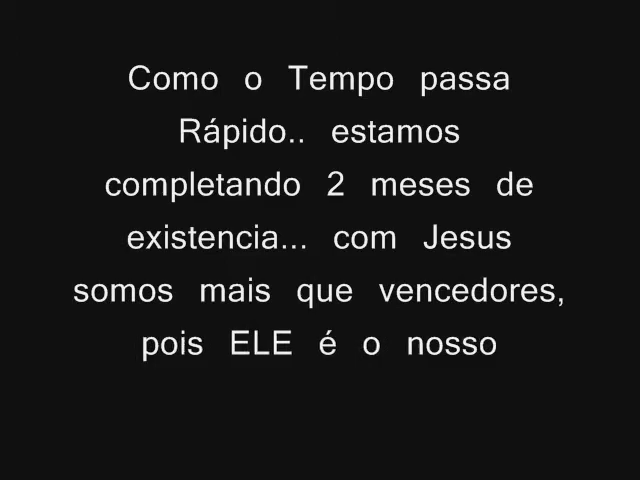 Como o Tempo passa
Rápido.. estamos
completando 2 meses de
existencia... com Jesus
somos mais que vencedores,
pois ELE é o nosso